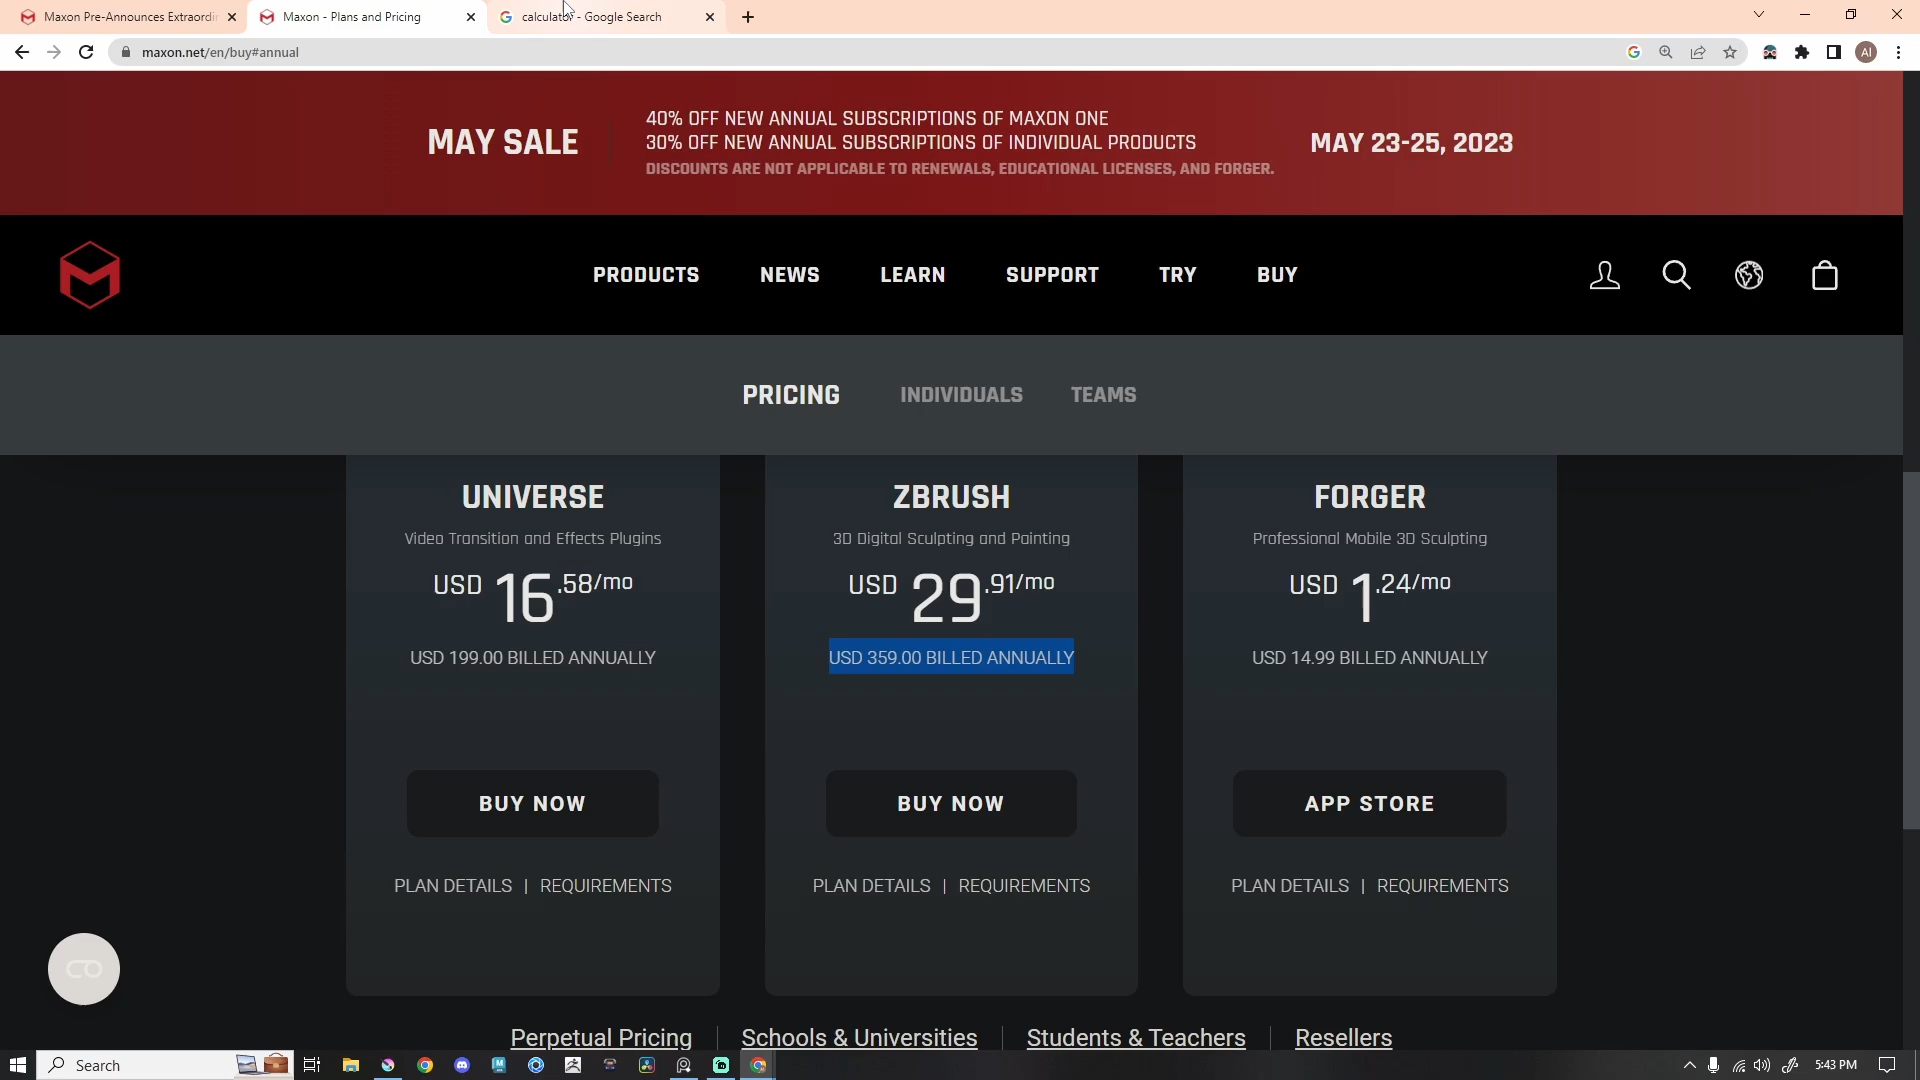 Maxon Pre-Announces Extraordi
Maxon - Plans and Pricing
calculator - Google Search
maxon.net/en/buy#annual
AI
MAY SALE
40% OFF NEW ANNUAL SUBSCRIPTIONS OF MAXON ONE
30% OFF NEW ANNUAL SUBSCRIPTIONS OF INDIVIDUAL PRODUCTS
DISCOUNTS ARE NOT APPLICABLE TO RENEWALS, EDUCATIONAL LICENSES, AND FORGER.
MAY 23-25, 2023
PRODUCTS NEWS LEARN SUPPORT TRY BUY
PRICING INDIVIDUALS TEAMS
UNIVERSE
Video Transition and Effects Plugins
USD 16.58/mo
USD 199.00 BILLED ANNUALLY
BUY NOW
PLAN DETAILS | REQUIREMENTS
ZBRUSH
3D Digital Sculpting and Painting
USD 29.91/mo
USD 359.00 BILLED ANNUALLY
BUY NOW
PLAN DETAILS | REQUIREMENTS
FORGER
Professional Mobile 3D Sculpting
USD 1.24/mo
USD 14.99 BILLED ANNUALLY
APP STORE
PLAN DETAILS | REQUIREMENTS
Perpetual Pricing | Schools & Universities | Students & Teachers | Resellers
Search
5:43 PM